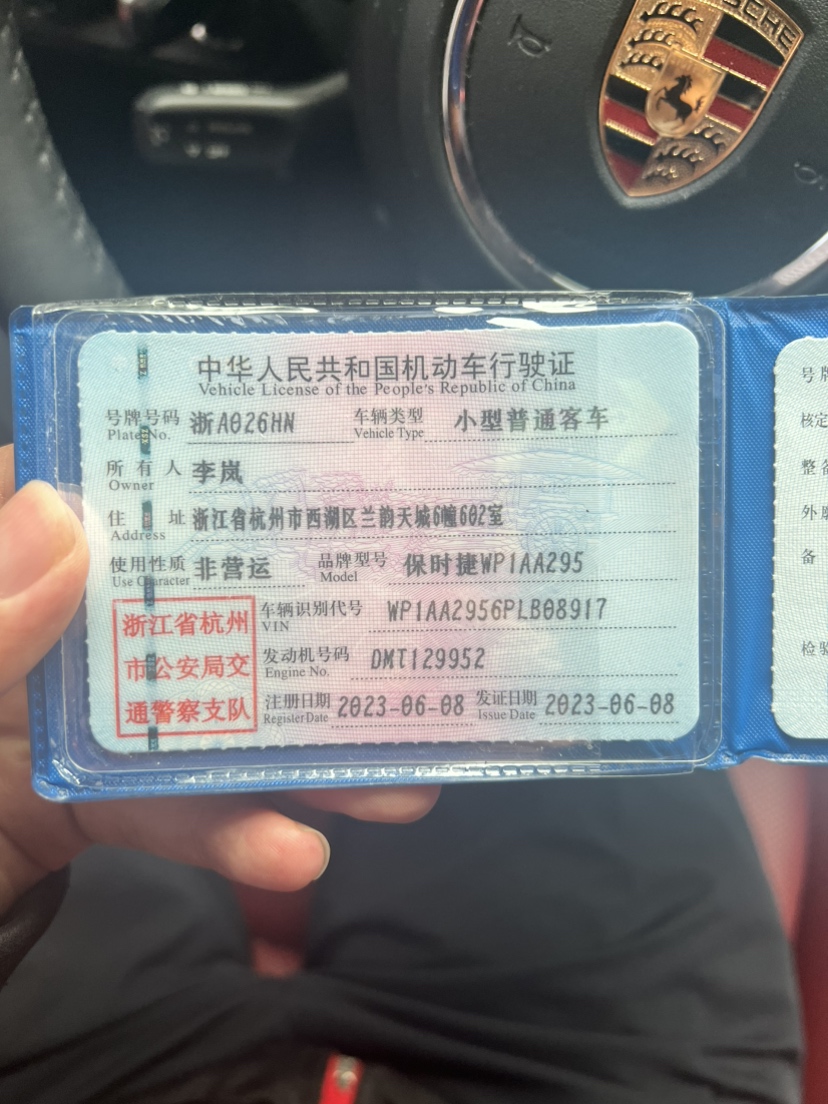 PORSCHE
中华人民共和国机动车行驶证
Vehicle License of the People's Republic of China
号牌号码 浙A026HN 车辆类型 小型普通客车
Plate No. Vehicle Type
所有人 李岚
Owner
住址 浙江省杭州市西湖区兰韵天城6幢602室
Address
使用性质 非营运 品牌型号 保时捷WP1AA295
Use Character Model
浙江省杭州
市公安局交
通警察支队
车辆识别代号 WP1AA2956PLB08917
VIN
发动机号码 DMT129952
Engine No.
注册日期 2023-06-08 发证日期 2023-06-08
Register Date Issue Date
号牌
核定
整备
外廓
备
检验